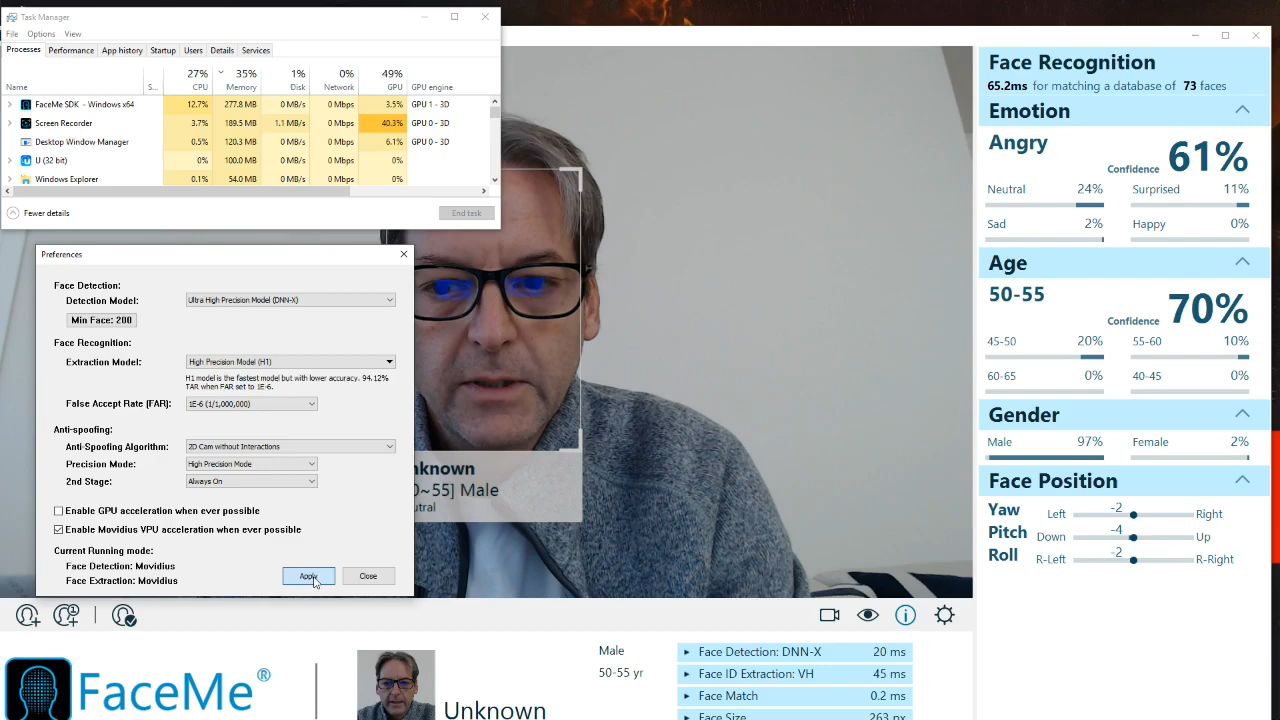 Task Manager
File Options View
Processes Performance App history Startup Users Details Services
27% 35% 1% 0% 49%
Name S... CPU Memory Disk Network GPU GPU engine
FaceMe SDK - Windows x64 12.7% 277.8 MB 0 MB/s 0 Mbps 3.5% GPU 1 - 3D
Screen Recorder 3.7% 189.5 MB 1.1 MB/s 0 Mbps 40.3% GPU 0 - 3D
Desktop Window Manager 0.5% 120.3 MB 0 MB/s 0 Mbps 6.1% GPU 0 - 3D
U (32 bit) 0% 100.0 MB 0 MB/s 0 Mbps 0%
Windows Explorer 0.1% 54.0 MB 0 MB/s 0 Mbps 0%
Fewer details End task
Preferences
Face Detection:
Detection Model: Ultra High Precision Model (DNN-X)
Min Face: 200
Face Recognition:
Extraction Model: High Precision Model (H1)
H1 model is the fastest model but with lower accuracy. 94.12%
TAR when FAR set to 1E-6.
False Accept Rate (FAR): 1E-6 (1/1,000,000)
Anti-spoofing:
Anti-Spoofing Algorithm: 2D Cam without Interactions
Precision Mode: High Precision Mode
2nd Stage: Always On
Enable GPU acceleration when ever possible
Enable Movidius VPU acceleration when ever possible
Current Running mode:
Face Detection: Movidius
Face Extraction: Movidius
Apply Close
nknown
0~55] Male
utral
Face Recognition
65.2ms for matching a database of 73 faces
Emotion
Angry
Confidence 61%
Neutral 24% Surprised 11%
Sad 2% Happy 0%
Age
50-55
Confidence 70%
45-50 20% 55-60 10%
60-65 0% 40-45 0%
Gender
Male 97% Female 2%
Face Position
Yaw Left -2 Right
Pitch Down -4 Up
Roll R-Left -2 R-Right
FaceMe®
Unknown
Male
50-55 yr
Face Detection: DNN-X 20 ms
Face ID Extraction: VH 45 ms
Face Match 0.2 ms
Face Size 263 px